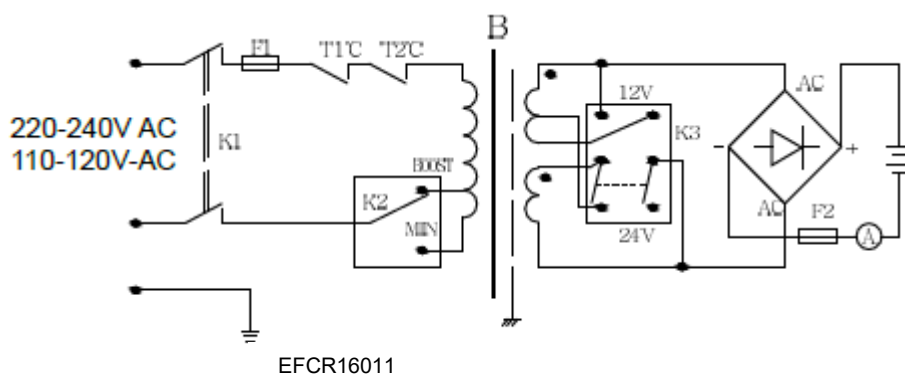 B
F1
T1°C
T2°C
220-240V AC
110-120V-AC
K1
K2
BOOST
MIN
12V
K3
24V
AC
-
+
AC
F2
A
EFCR16011